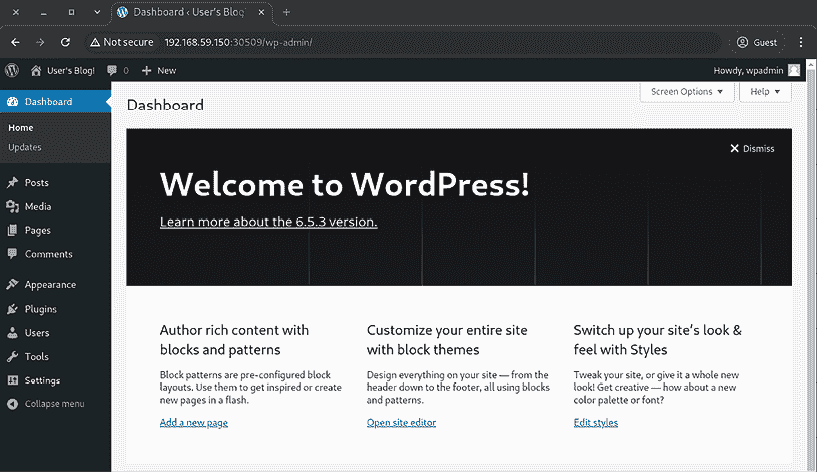 Dashboard ‹ User's Blog!
Not secure 192.168.59.150:30509/wp-admin/ Guest
User's Blog! 0 New Howdy, wpadmin
Dashboard
Home
Updates
Posts
Media
Pages
Comments
Appearance
Plugins
Users
Tools
Settings
Collapse menu
Screen Options Help
Dashboard
Dismiss
Welcome to WordPress!
Learn more about the 6.5.3 version.
Author rich content with
blocks and patterns
Block patterns are pre-configured block
layouts. Use them to get inspired or create
new pages in a flash.
Add a new page
Customize your entire site
with block themes
Design everything on your site — from the
header down to the footer, all using blocks
and patterns.
Open site editor
Switch up your site's look &
feel with Styles
Tweak your site, or give it a whole new
look! Get creative — how about a new
color palette or font?
Edit styles